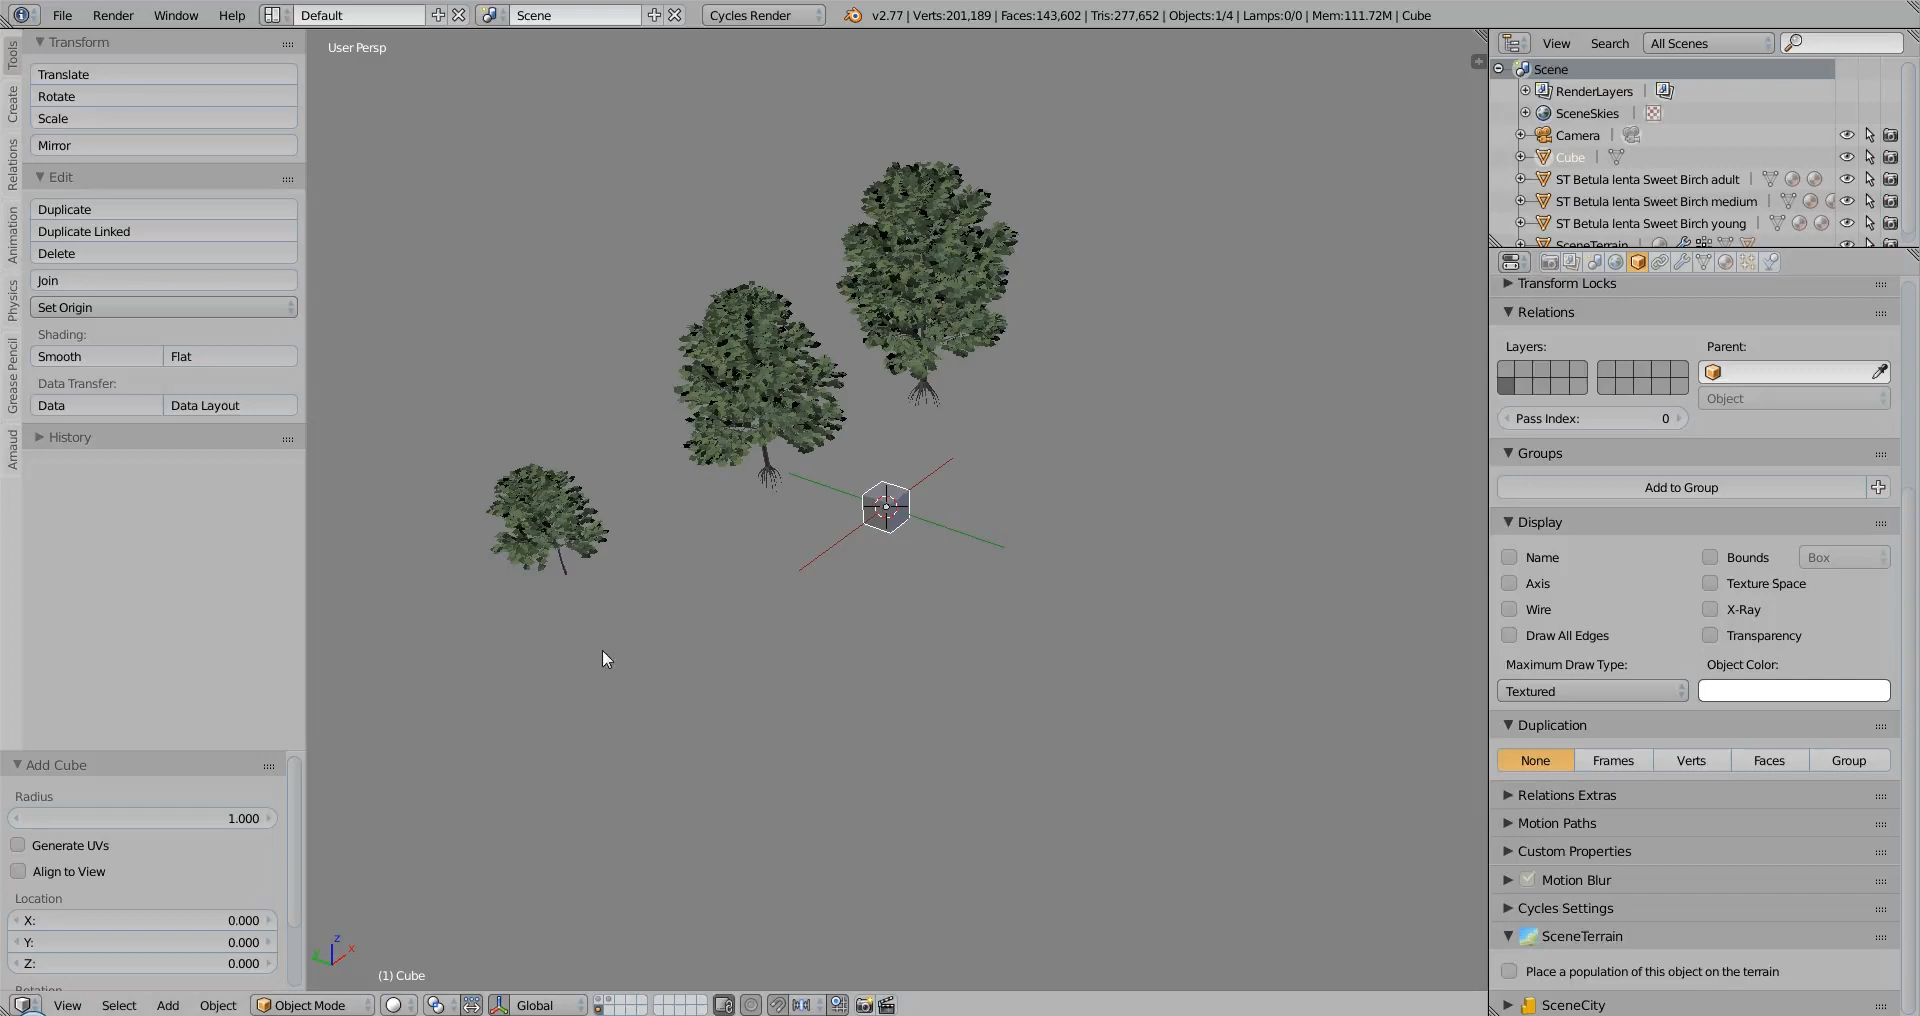 File Render Window Help Default Scene Cycles Render v2.77 | Verts:201,189 | Faces:143,602 | Tris:277,652 | Objects:1/4 | Lamps:0/0 | Mem:111.72M | Cube
Tools
Create
Relations
Animation
Physics
Grease Pencil
Arnaud
Transform
Translate
Rotate
Scale
Mirror
Edit
Duplicate
Duplicate Linked
Delete
Join
Set Origin
Shading:
Smooth Flat
Data Transfer:
Data Data Layout
History
Add Cube
Radius
1.000
Generate UVs
Align to View
Location
X: 0.000
Y: 0.000
Z: 0.000
Rotation
User Persp
z
x
(1) Cube
View Select Add Object Object Mode Global
View Search All Scenes
Scene
RenderLayers |
SceneSkies |
Camera |
Cube |
ST Betula lenta Sweet Birch adult |
ST Betula lenta Sweet Birch medium |
ST Betula lenta Sweet Birch young |
SceneTerrain |
Transform Locks
Relations
Layers: Parent:
Object
Pass Index: 0
Groups
Add to Group
Display
Name Bounds Box
Axis Texture Space
Wire X-Ray
Draw All Edges Transparency
Maximum Draw Type: Object Color:
Textured
Duplication
None Frames Verts Faces Group
Relations Extras
Motion Paths
Custom Properties
Motion Blur
Cycles Settings
SceneTerrain
Place a population of this object on the terrain
SceneCity